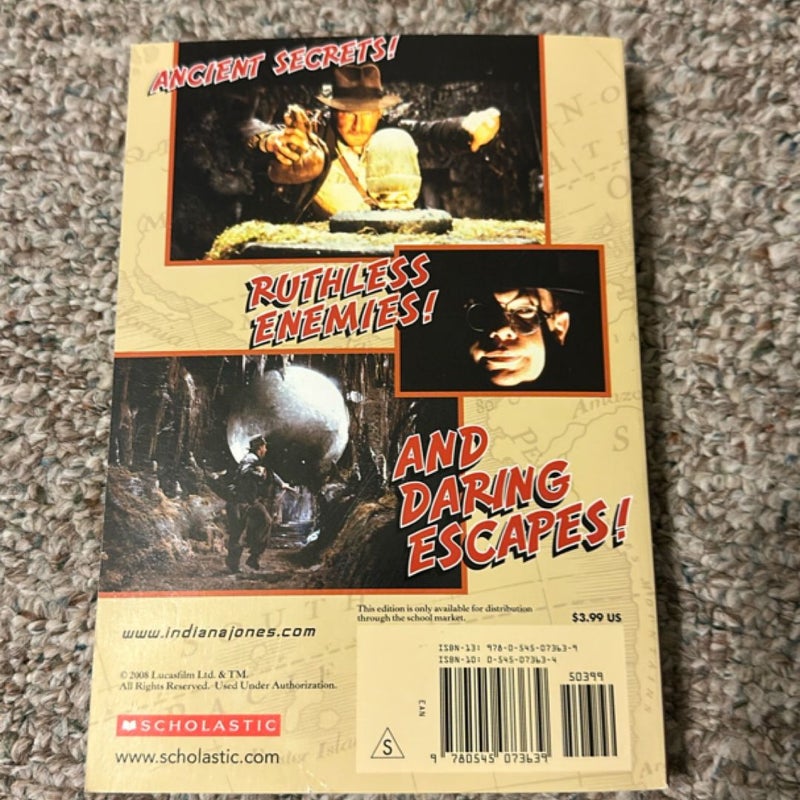 ANCIENT SECRETS!
RUTHLESS
ENEMIES!
AND
DARING
ESCAPES!
This edition is only available for distribution
through the school market.
$3.99 US
www.indianajones.com
ISBN-13: 978-0-545-07363-9
ISBN-10: 0-545-07363-4
50399
© 2008 Lucasfilm Ltd. & TM.
All Rights Reserved. Used Under Authorization.
EAN
S
SCHOLASTIC
www.scholastic.com
9 780545 073639